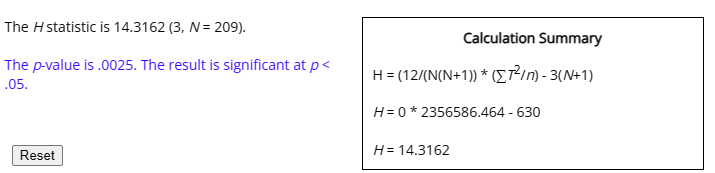 The H statistic is 14.3162 (3, N = 209).
The p-value is .0025. The result is significant at p <
.05.
Reset
Calculation Summary
H = (12/(N(N+1)) * (∑T²/n) - 3(N+1)
H = 0 * 2356586.464 - 630
H = 14.3162